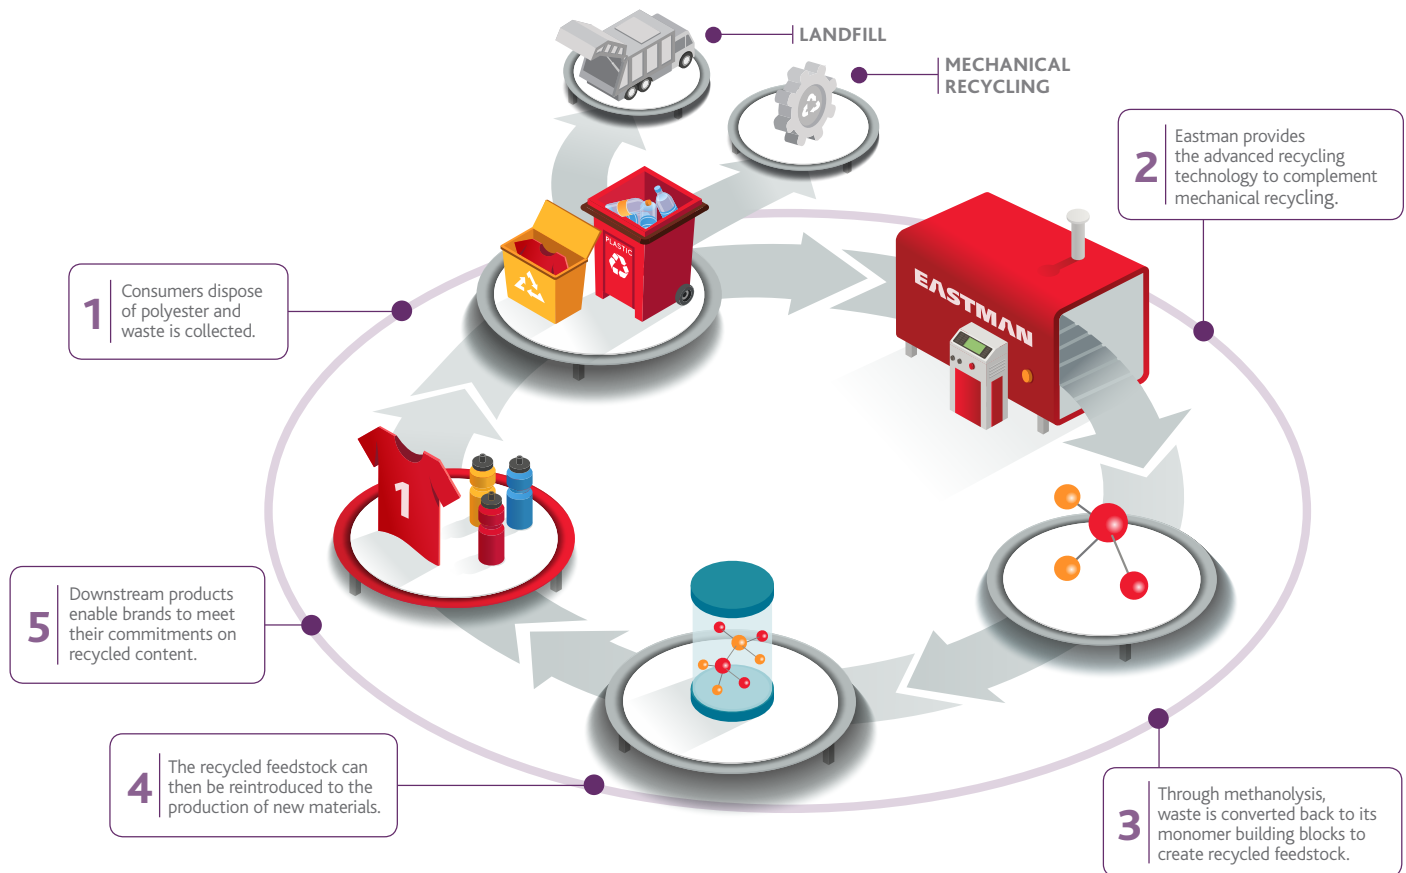 LANDFILL
MECHANICAL
RECYCLING
2
Eastman provides
the advanced recycling
technology to complement
mechanical recycling.
PLASTIC
EASTMAN
1
Consumers dispose
of polyester and
waste is collected.
1
5
Downstream products
enable brands to meet
their commitments on
recycled content.
4
The recycled feedstock can
then be reintroduced to the
production of new materials.
3
Through methanolysis,
waste is converted back to its
monomer building blocks to
create recycled feedstock.